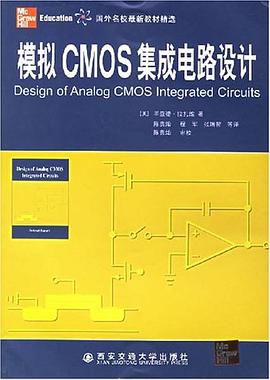 Mc
Graw
Hill
Education
国外名校最新教材精选
模拟 CMOS 集成电路设计
Design of Analog CMOS Integrated Circuits
[美] 毕查德·拉扎维 著
陈贵灿 程军 张瑞智 等译
陈贵灿 审校
Design of Analog CMOS
Integrated Circuits
西安交通大学出版社
Mc
Graw
Hill